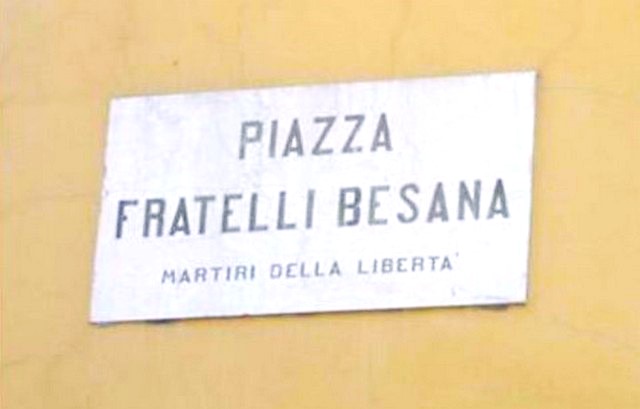 PIAZZA
FRATELLI BESANA
MARTIRI DELLA LIBERTA'